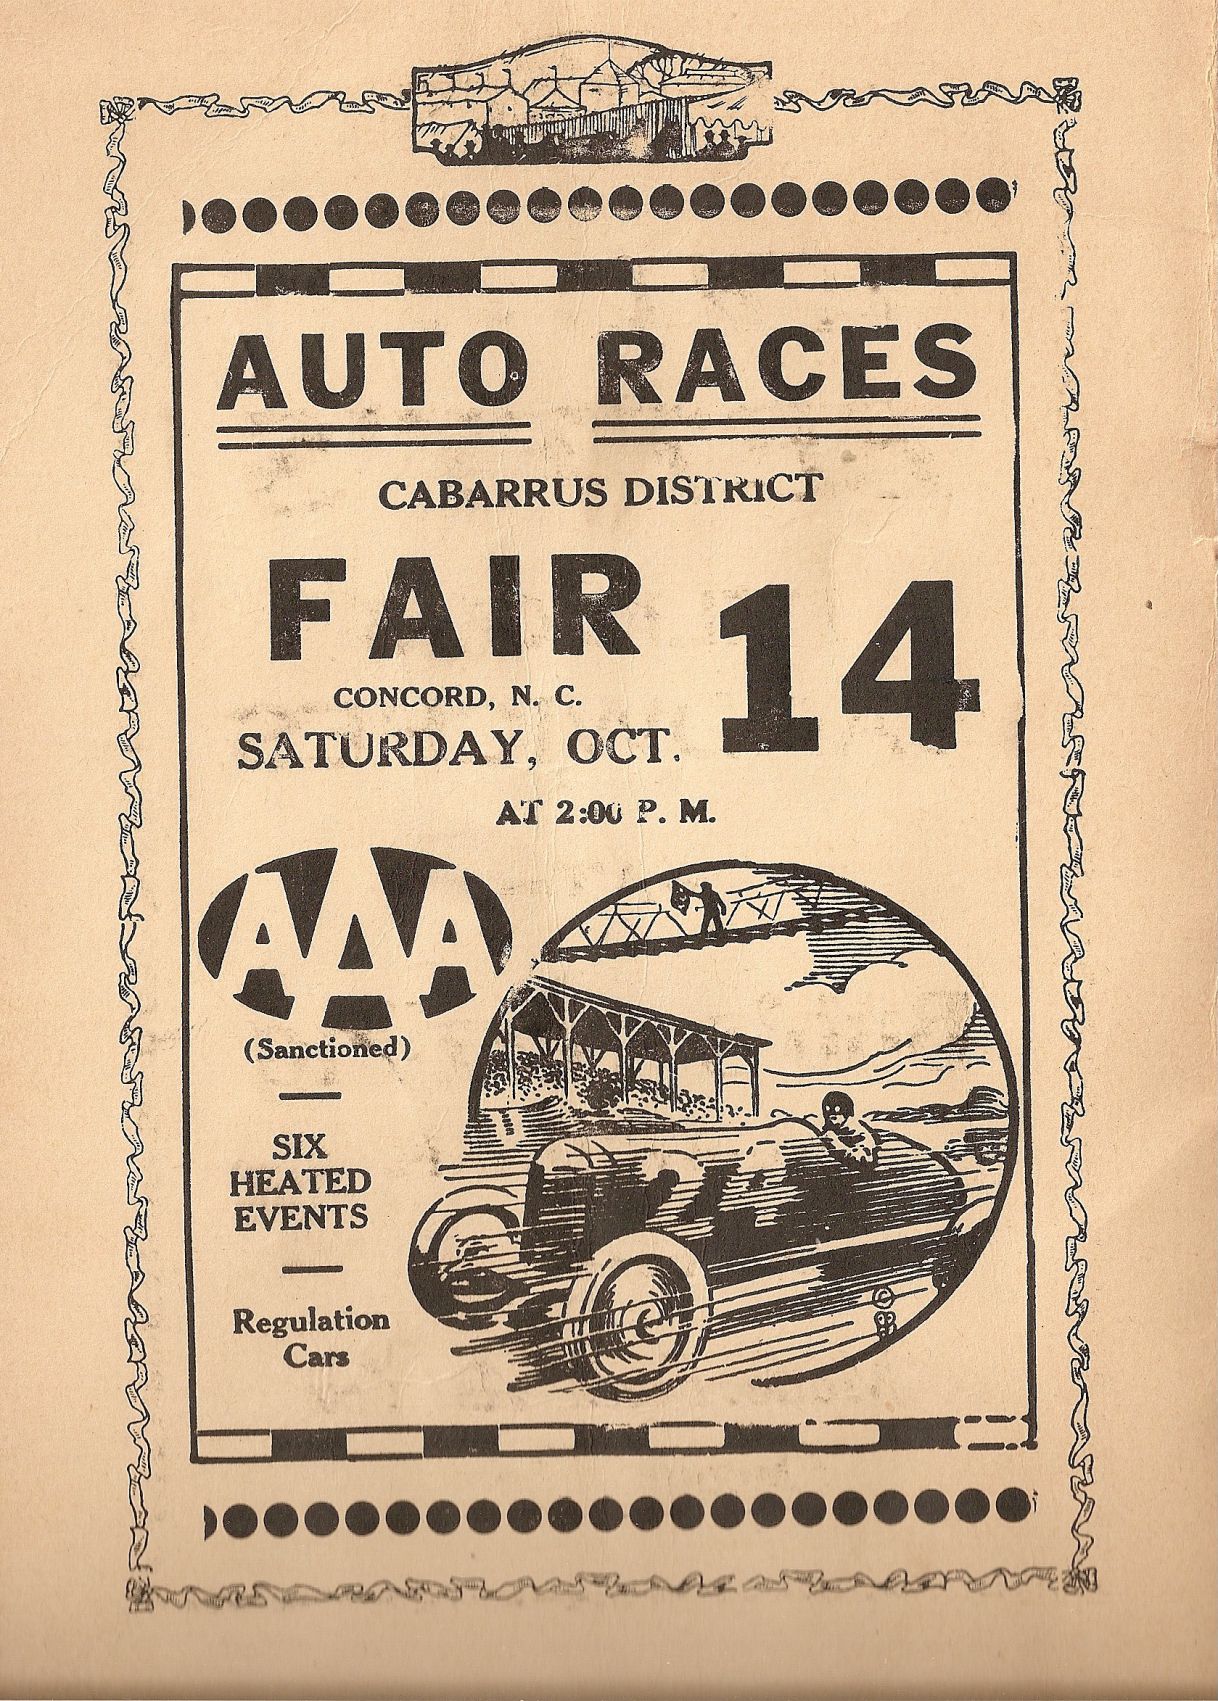 AUTO RACES
CABARRUS DISTRICT
FAIR
14
CONCORD, N. C.
SATURDAY, OCT.
AT 2:00 P. M.
AAA
(Sanctioned)
SIX
HEATED
EVENTS
Regulation
Cars